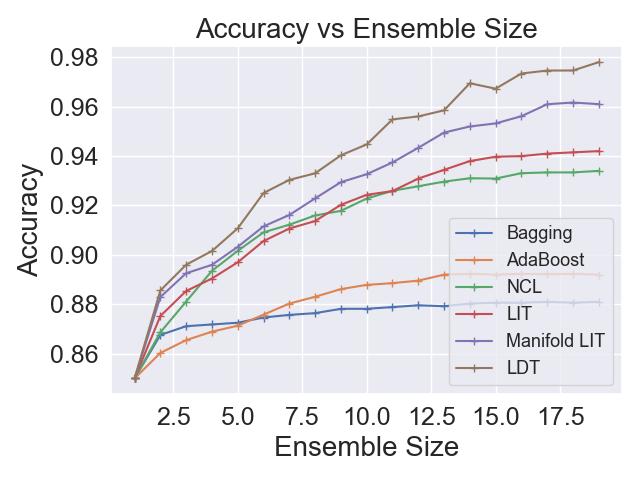 Accuracy vs Ensemble Size
0.98
0.96
0.94
0.92
0.90
0.88
0.86
Accuracy
Bagging
AdaBoost
NCL
LIT
Manifold LIT
LDT
2.5 5.0 7.5 10.0 12.5 15.0 17.5
Ensemble Size